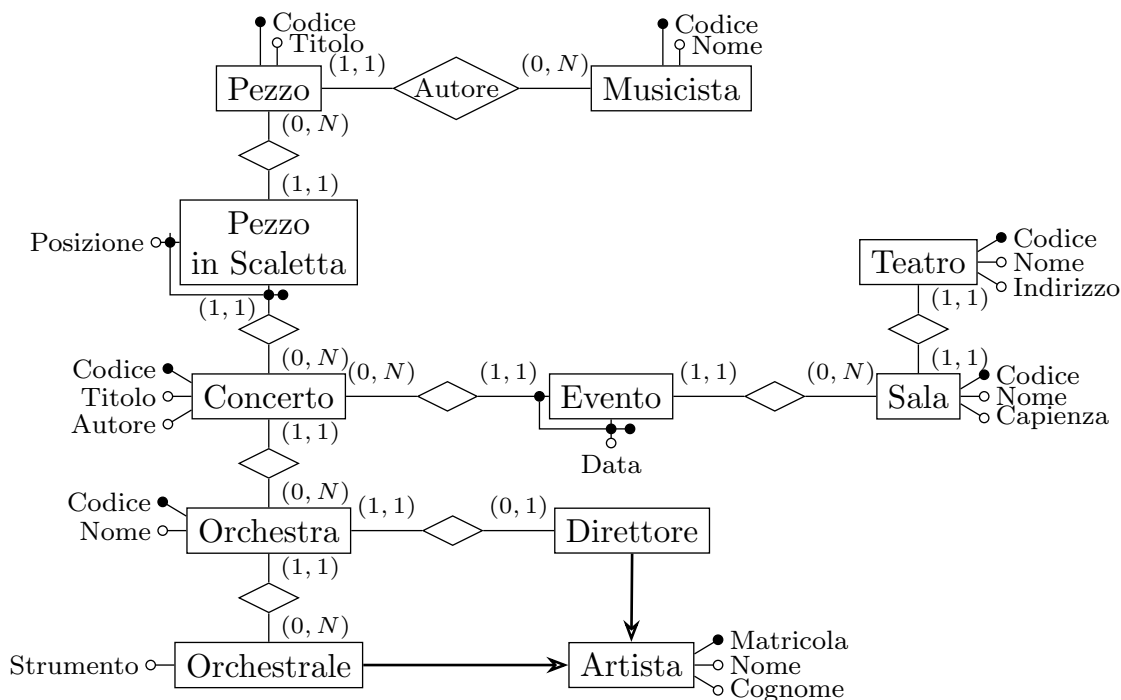 Codice
Titolo
Codice
Nome
Pezzo
(1, 1)
Autore
(0, N)
Musicista
(0, N)
(1, 1)
Posizione
Pezzo
in Scaletta
Teatro
Codice
Nome
Indirizzo
(1, 1)
(1, 1)
(0, N)
(0, N)
(1, 1)
(1, 1)
(0, N)
(1, 1)
Codice
Titolo
Autore
Concerto
Evento
Sala
Codice
Nome
Capienza
(1, 1)
Data
(0, N)
(1, 1)
(0, 1)
Codice
Nome
Orchestra
Direttore
(1, 1)
(0, N)
Strumento
Orchestrale
Artista
Matricola
Nome
Cognome